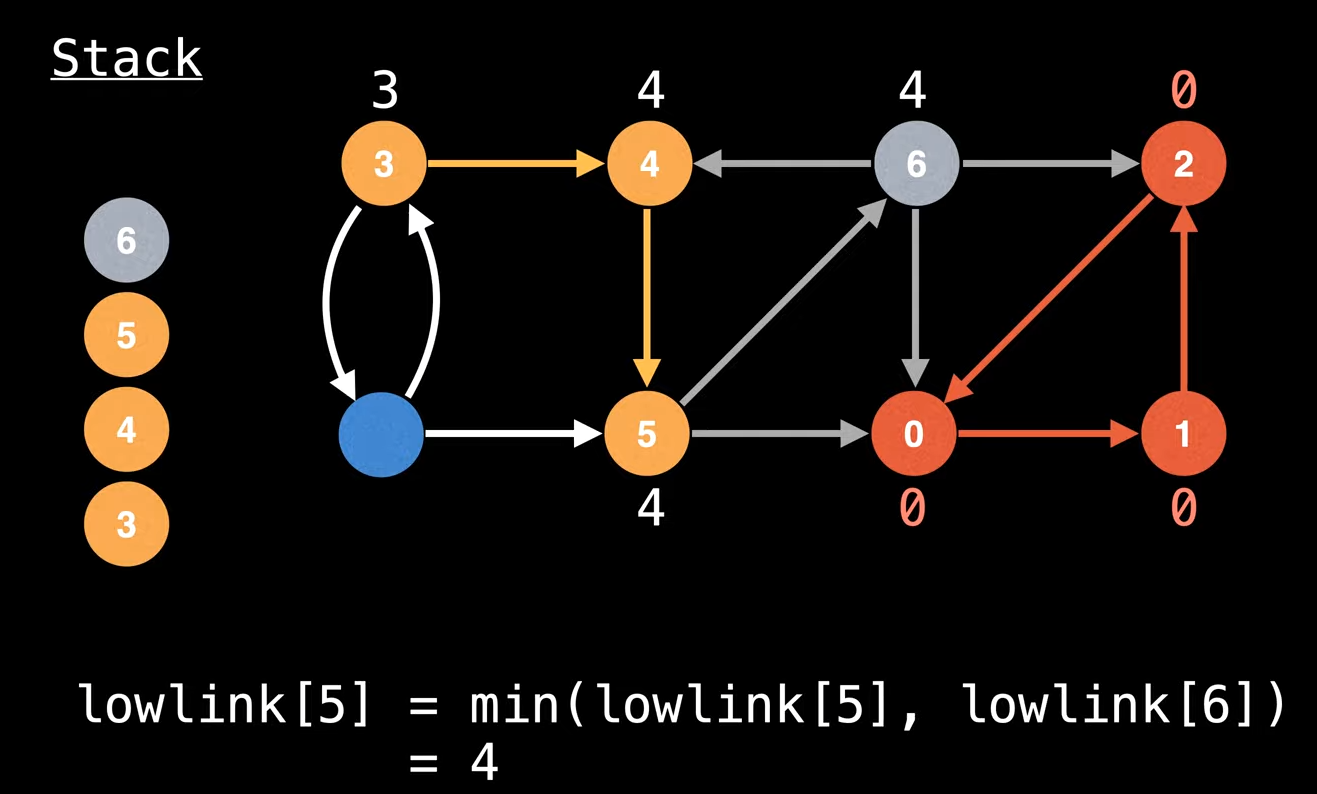 Stack
3 4 4 0
3 4 6 2
6
5
4
3
5 0 1
4 0 0
lowlink[5] = min(lowlink[5], lowlink[6])
= 4